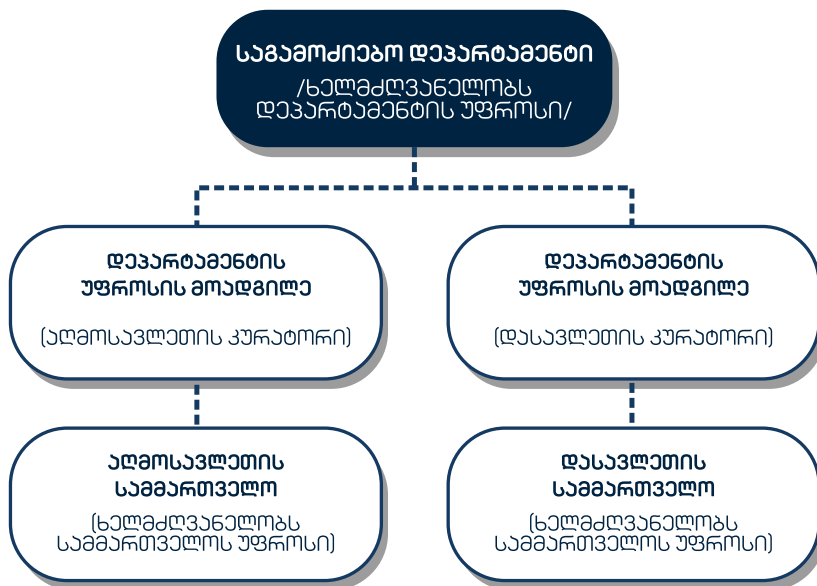 საგამოძიებო დეპარტამენტი
/ხელმძღვანელობს
დეპარტამენტის უფროსი/
დეპარტამენტის
უფროსის მოადგილე
(აღმოსავლეთის კურატორი)
დეპარტამენტის
უფროსის მოადგილე
(დასავლეთის კურატორი)
აღმოსავლეთის
სამმართველო
(ხელმძღვანელობს
სამმართველოს უფროსი)
დასავლეთის
სამმართველო
(ხელმძღვანელობს
სამმართველოს უფროსი)